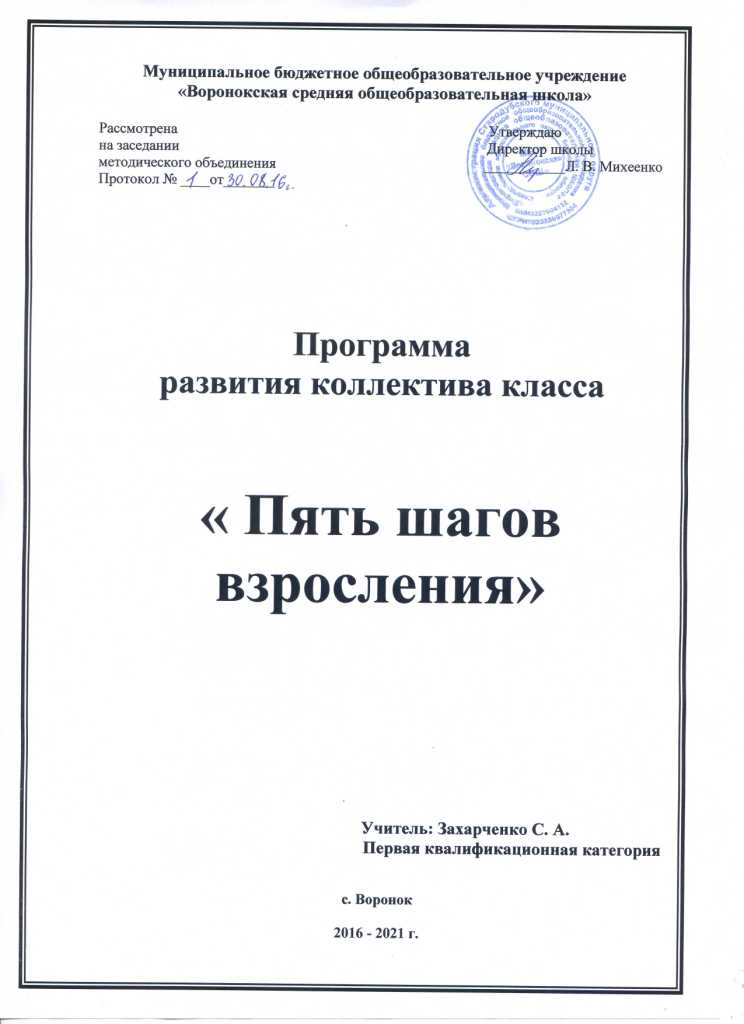 Муниципальное бюджетное общеобразовательное учреждение
«Воронокская средняя общеобразовательная школа»
Рассмотрена
на заседании
методического объединения
Протокол № 1 от 30.08.16г.
Утверждаю
Директор школы
Л. В. Михеенко
Программа
развития коллектива класса
« Пять шагов
взросления»
Учитель: Захарченко С. А.
Первая квалификационная категория
с. Воронок
2016 - 2021 г.